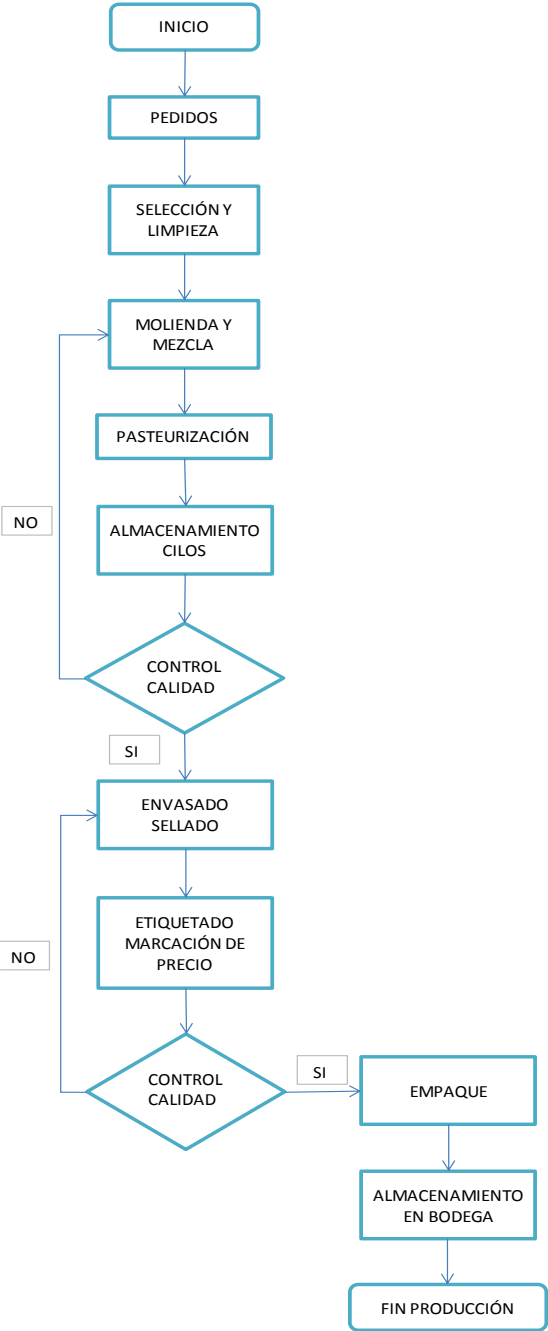 INICIO
PEDIDOS
SELECCIÓN Y
LIMPIEZA
MOLIENDA Y
MEZCLA
PASTEURIZACIÓN
NO
ALMACENAMIENTO
CILOS
CONTROL
CALIDAD
SI
ENVASADO
SELLADO
ETIQUETADO
MARCACIÓN DE
PRECIO
NO
CONTROL
CALIDAD
SI
EMPAQUE
ALMACENAMIENTO
EN BODEGA
FIN PRODUCCIÓN